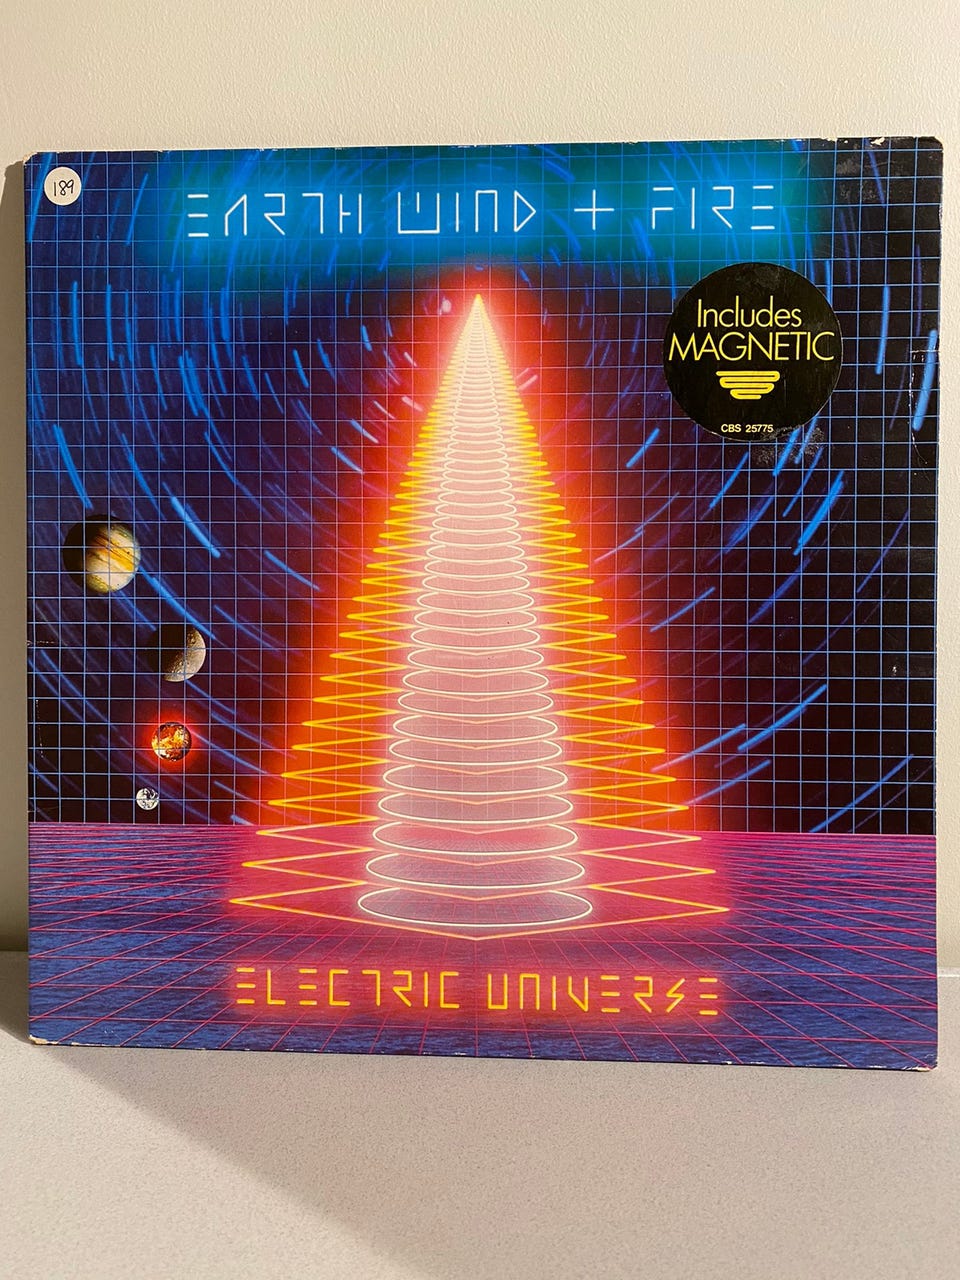 189
EARTH WIND + FIRE
Includes
MAGNETIC
CBS 25775
ELECTRIC UNIVERSE